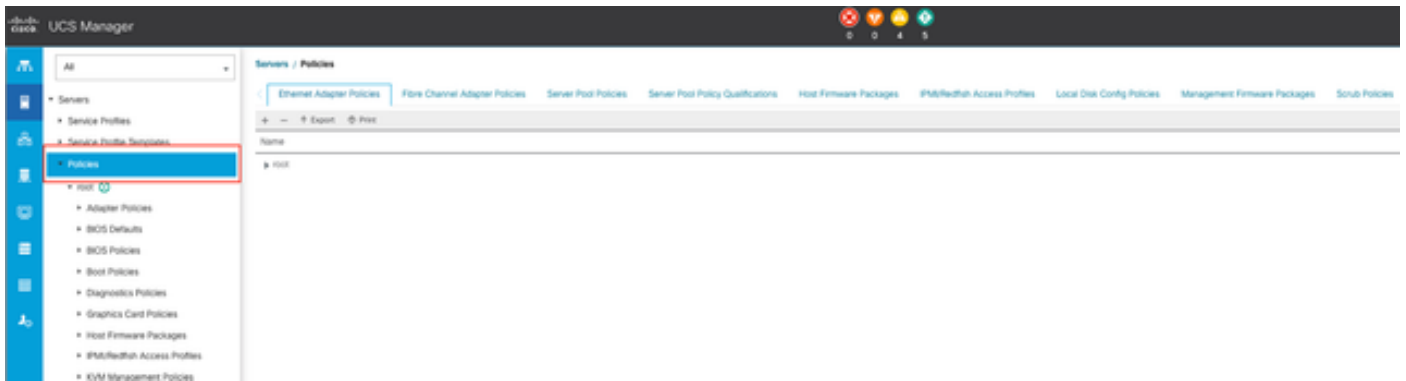 cisco UCS Manager
0 0 4 5
All
Servers / Policies
Ethernet Adapter Policies Fibre Channel Adapter Policies Server Pool Policies Server Pool Policy Qualifications Host Firmware Packages IPMI/Redfish Access Profiles Local Disk Config Policies Management Firmware Packages Scrub Policies
+ − Export Print
Name
root
Servers
Service Profiles
Service Profile Templates
Policies
root
Adapter Policies
BIOS Defaults
BIOS Policies
Boot Policies
Diagnostics Policies
Graphics Card Policies
Host Firmware Packages
IPMI/Redfish Access Profiles
KVM Management Policies